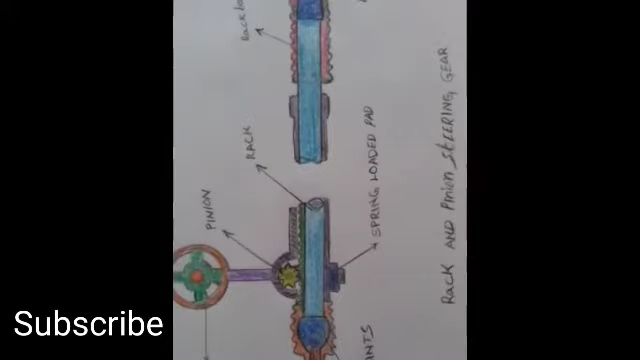 RACK
PINION
SPRING LOADED PAD
RACK AND Pinion STEERING GEAR
Subscribe